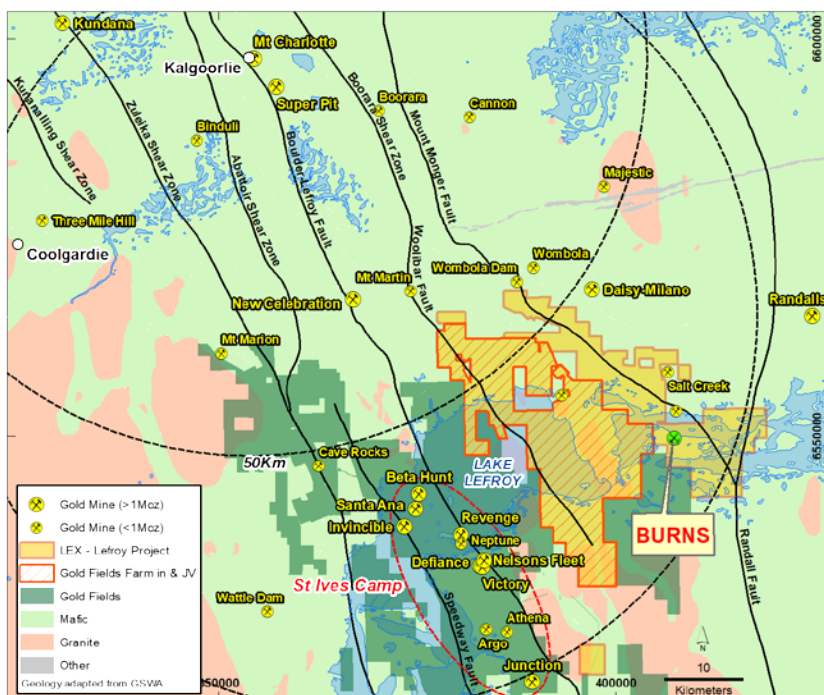 Kundana
Mt Charlotte
Kalgoorlie
Super Pit
Boorara
Cannon
Binduli
Kunanalling Shear Zone
Zuleika Shear Zone
Abattoir Shear Zone
Boulder-Lefroy Fault
Boorara Shear Zone
Mount Monger Fault
6600000
Majestic
Three Mile Hill
Coolgardie
Woolibar Fault
Wombola
Wombola Dam
Mt Martin
Daisy-Milano
New Celebration
Randalls
Mt Marion
Salt Creek
6550000
50Km
Cave Rocks
LAKE
LEFROY
Beta Hunt
Santa Ana
Invincible
Revenge
Neptune
BURNS
Defiance
Nelsons Fleet
Victory
St Ives Camp
Wattle Dam
Speedway Fault
Randall Fault
Athena
Argo
Junction
Gold Mine (>1Moz)
Gold Mine (<1Moz)
LEX - Lefroy Project
Gold Fields Farm in & JV
Gold Fields
Mafic
Granite
Other
Geology adapted from GSWA
350000
400000
N
10
Kilometers